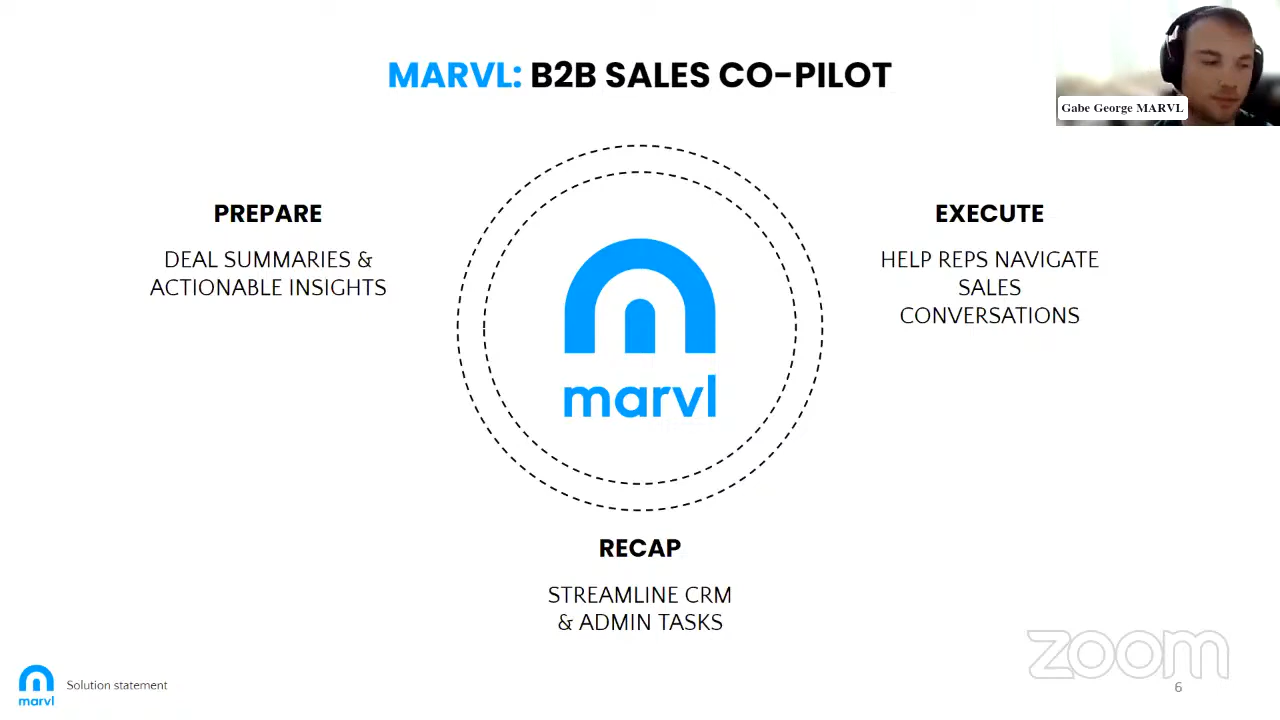 MARVL: B2B SALES CO-PILOT
Gabe George MARVL
PREPARE
DEAL SUMMARIES &
ACTIONABLE INSIGHTS
EXECUTE
HELP REPS NAVIGATE
SALES
CONVERSATIONS
marvl
RECAP
STREAMLINE CRM
& ADMIN TASKS
marvl
Solution statement
zoom
6